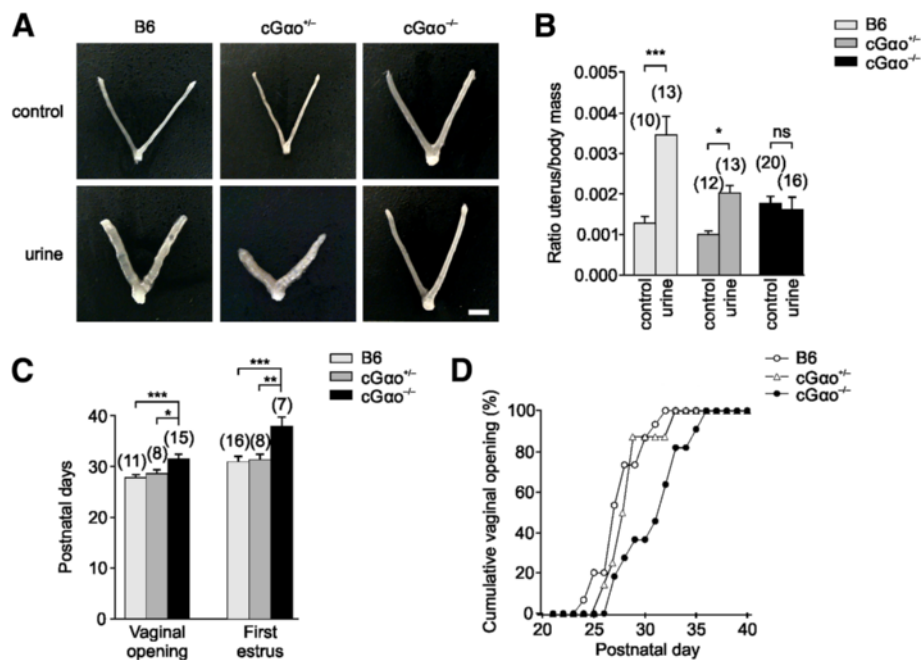 A
B6
cGαo+/–
cGαo–/–
control
urine
B
B6
cGαo+/–
cGαo–/–
Ratio uterus/body mass
0.005
0.004
0.003
0.002
0.001
0.000
***
(10)
(13)
*
(12)
(13)
ns
(20)
(16)
control
urine
control
urine
control
urine
C
B6
cGαo+/–
cGαo–/–
Postnatal days
40
30
20
10
0
***
*
(11)
(8)
(15)
***
**
(16)
(8)
(7)
Vaginal
opening
First
estrus
D
B6
cGαo+/–
cGαo–/–
Cumulative vaginal opening (%)
100
80
60
40
20
0
20
25
30
35
40
Postnatal day